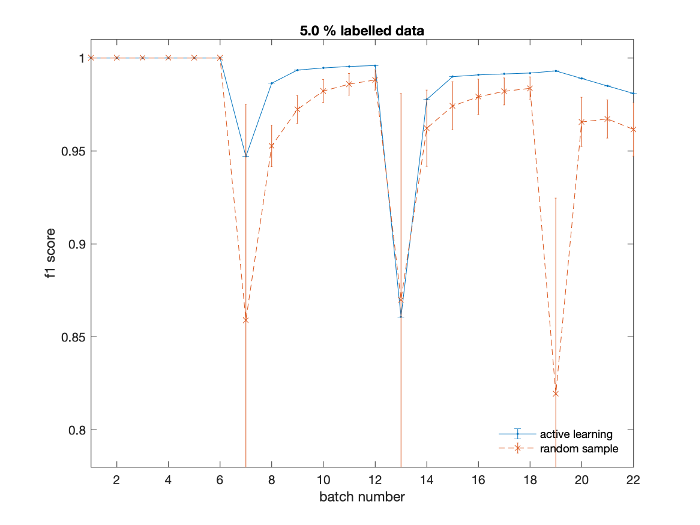 5.0 % labelled data
1
0.95
0.9
0.85
0.8
f1 score
active learning
random sample
2 4 6 8 10 12 14 16 18 20 22
batch number